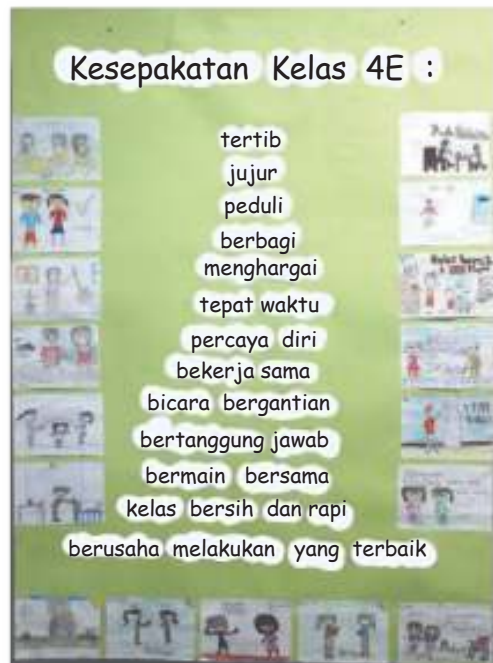 Kesepakatan Kelas 4E :
tertib
jujur
peduli
berbagi
menghargai
tepat waktu
percaya diri
bekerja sama
bicara bergantian
bertanggung jawab
bermain bersama
kelas bersih dan rapi
berusaha melakukan yang terbaik